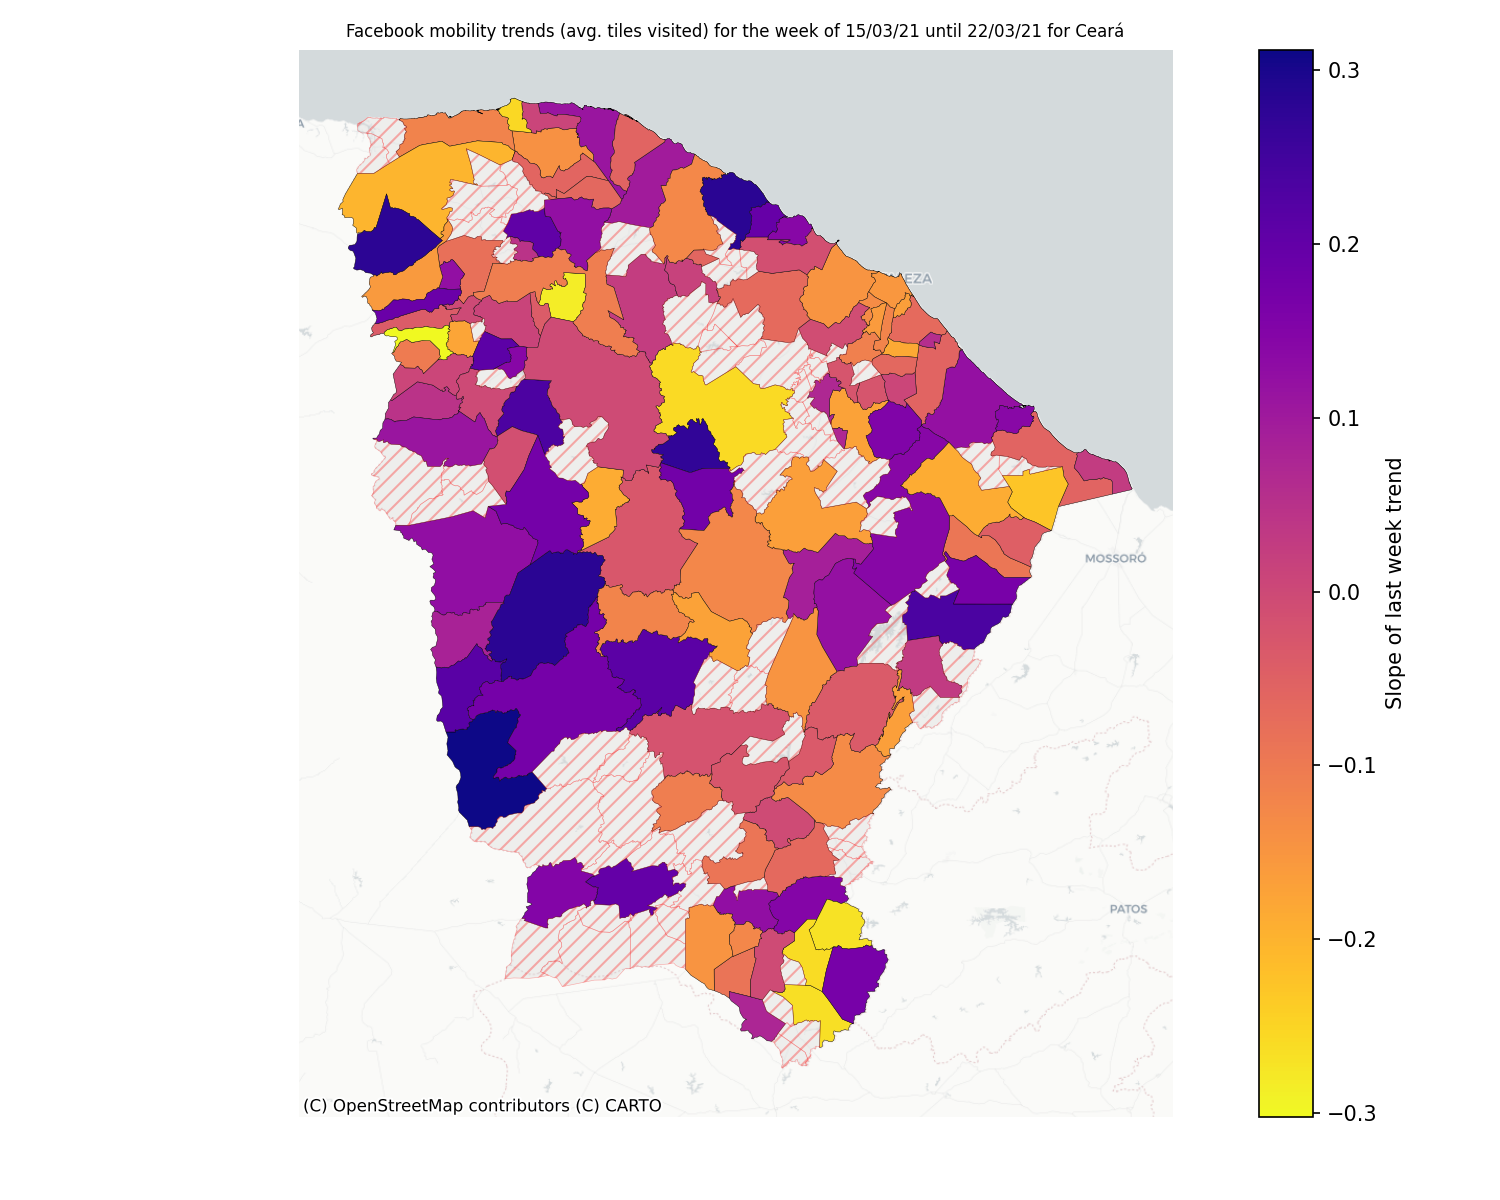 Facebook mobility trends (avg. tiles visited) for the week of 15/03/21 until 22/03/21 for Ceará
0.3
0.2
0.1
0.0
−0.1
−0.2
−0.3
Slope of last week trend
MOSSORÓ
PATOS
(C) OpenStreetMap contributors (C) CARTO